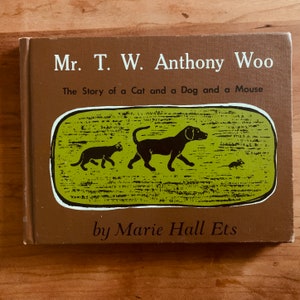 Mr. T. W. Anthony Woo
The Story of a Cat and a Dog and a Mouse
by Marie Hall Ets